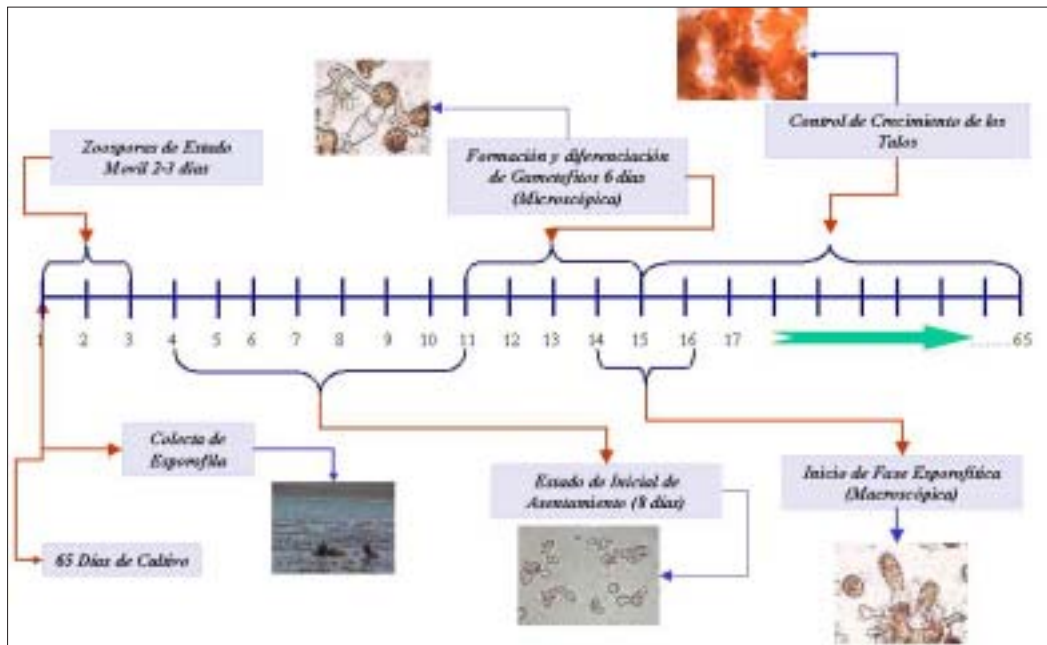 Control de Crecimiento de los
Talos
Zoosporas de Estado
Movil 2-3 días
Formación y diferenciación
de Gametofitos 6 días
(Microscópica)
1 2 3 4 5 6 7 8 9 10 11 12 13 14 15 16 17 ........65
Colecta de
Esporofila
Estado de Inicial de
Asentamiento (8 días)
Inicio de Fase Esporofítica
(Macroscópica)
65 Días de Cultivo